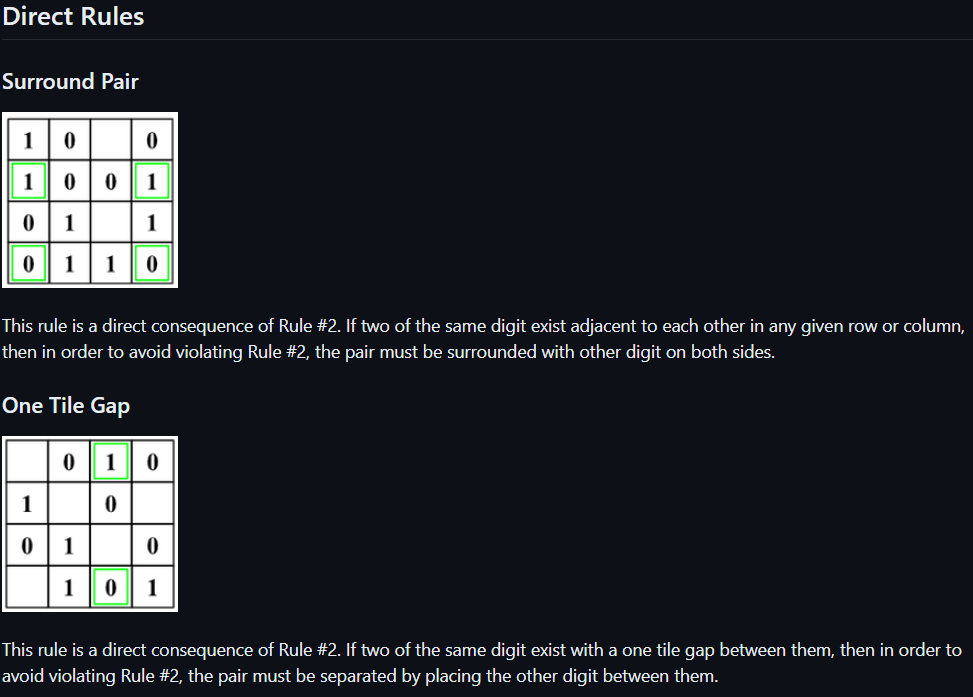 Direct Rules
Surround Pair
1 0 0
1 0 0 1
0 1 1
0 1 1 0
This rule is a direct consequence of Rule #2. If two of the same digit exist adjacent to each other in any given row or column,
then in order to avoid violating Rule #2, the pair must be surrounded with other digit on both sides.
One Tile Gap
0 1 0
1 0
0 1 0
1 0 1
This rule is a direct consequence of Rule #2. If two of the same digit exist with a one tile gap between them, then in order to
avoid violating Rule #2, the pair must be separated by placing the other digit between them.